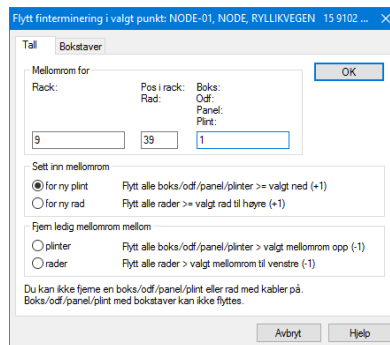 Flytt finterminering i valgt punkt: NODE-01, NODE, RYLLIKVEGEN 15 9102 ...
Tall Bokstaver
Mellomrom for
Rack: Pos i rack: Boks:
Rad: Odf:
Panel:
Plint:
9 39 1
OK
Sett inn mellomrom
for ny plint Flytt alle boks/odf/panel/plinter >= valgt ned (+1)
for ny rad Flytt alle rader >= valgt rad til høyre (+1)
Fjern ledig mellomrom mellom
plinter Flytt alle boks/odf/panel/plinter > valgt mellomrom opp (-1)
rader Flytt alle rader > valgt mellomrom til venstre (-1)
Du kan ikke fjerne en boks/odf/panel/plint eller rad med kabler på.
Boks/odf/panel/plint med bokstaver kan ikke flyttes.
Avbryt Hjelp